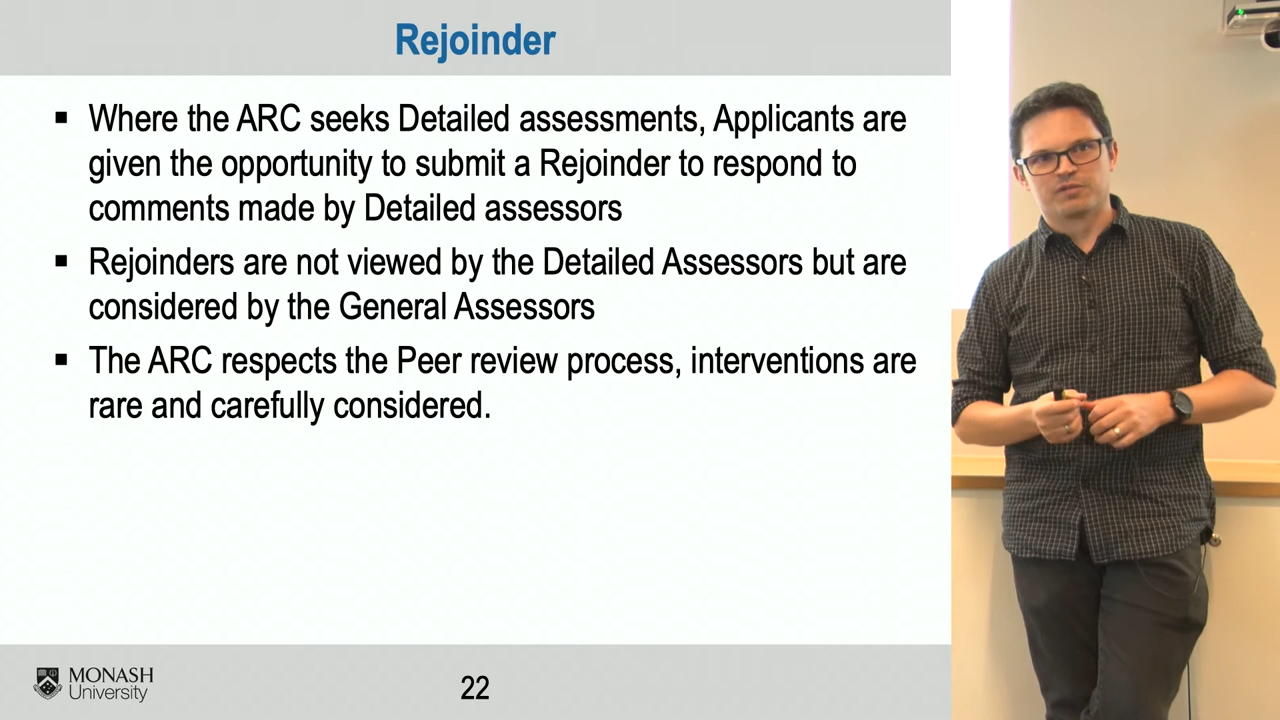 Rejoinder
▪ Where the ARC seeks Detailed assessments, Applicants are
given the opportunity to submit a Rejoinder to respond to
comments made by Detailed assessors
▪ Rejoinders are not viewed by the Detailed Assessors but are
considered by the General Assessors
▪ The ARC respects the Peer review process, interventions are
rare and carefully considered.
MONASH
University
22